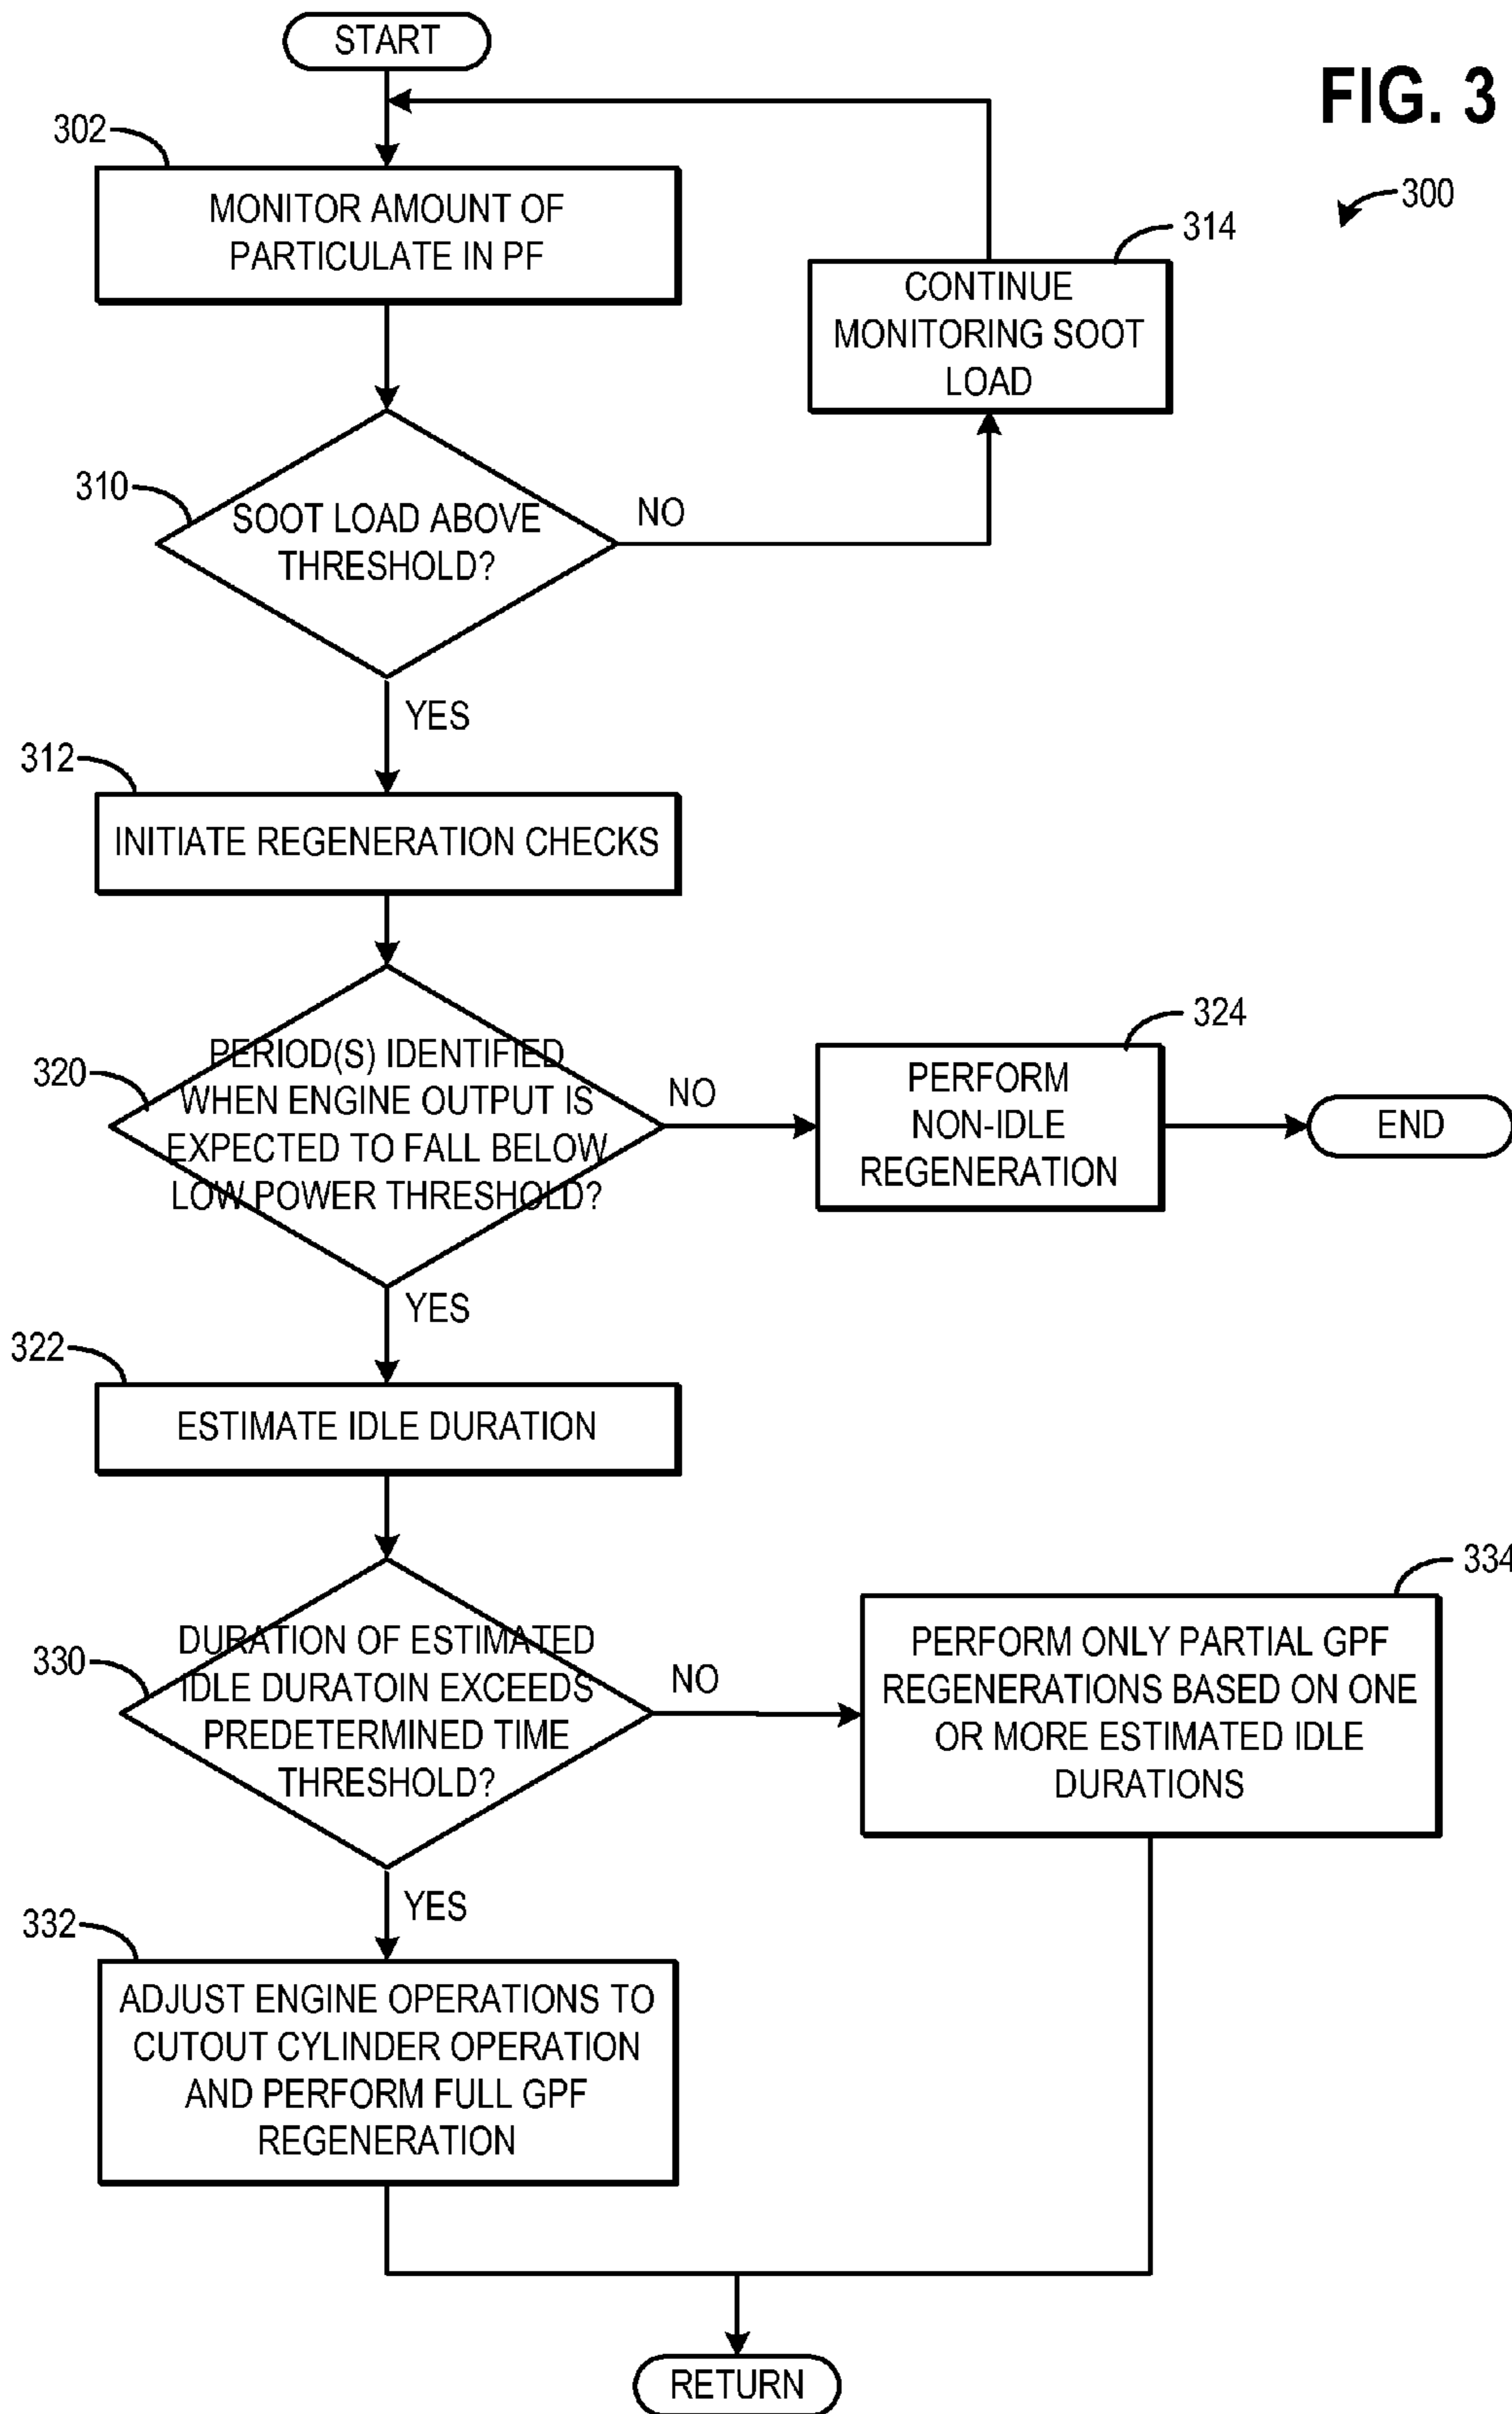 START
FIG. 3
300
302
MONITOR AMOUNT OF
PARTICULATE IN PF
314
CONTINUE
MONITORING SOOT
LOAD
310
SOOT LOAD ABOVE
THRESHOLD?
NO
YES
312
INITIATE REGENERATION CHECKS
320
PERIOD(S) IDENTIFIED
WHEN ENGINE OUTPUT IS
EXPECTED TO FALL BELOW
LOW POWER THRESHOLD?
NO
324
PERFORM
NON-IDLE
REGENERATION
END
YES
322
ESTIMATE IDLE DURATION
330
DURATION OF ESTIMATED
IDLE DURATOIN EXCEEDS
PREDETERMINED TIME
THRESHOLD?
NO
334
PERFORM ONLY PARTIAL GPF
REGENERATIONS BASED ON ONE
OR MORE ESTIMATED IDLE
DURATIONS
YES
332
ADJUST ENGINE OPERATIONS TO
CUTOUT CYLINDER OPERATION
AND PERFORM FULL GPF
REGENERATION
RETURN